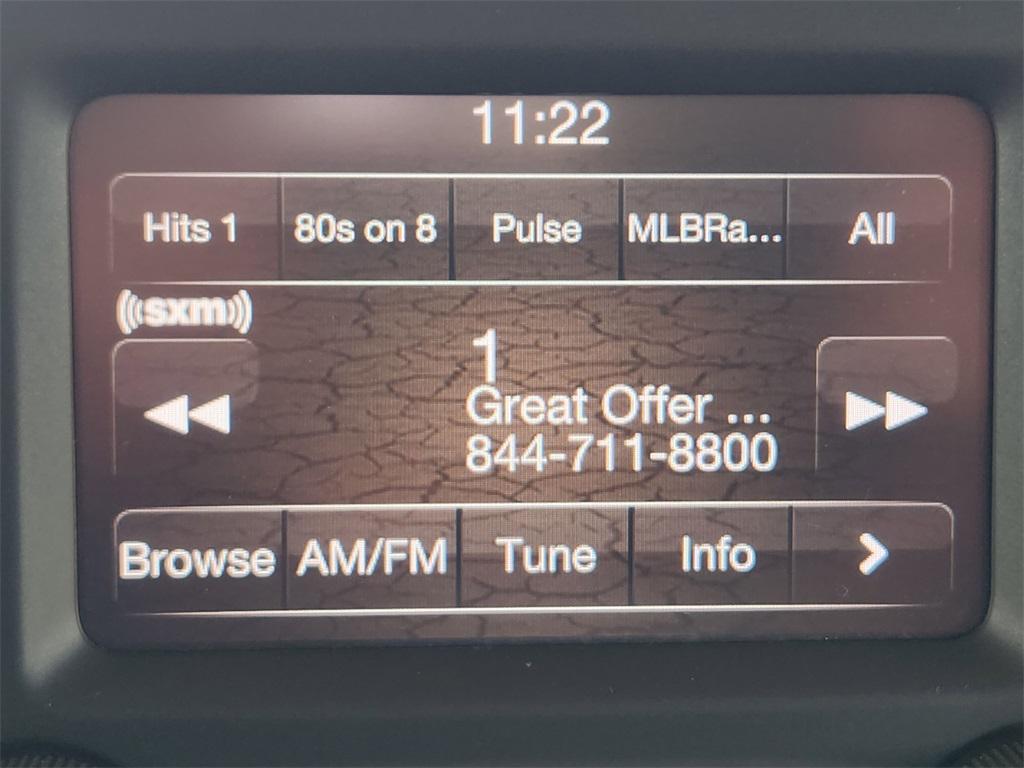 11:22
Hits 1 80s on 8 Pulse MLBRa... All
((sxm))
1
Great Offer ...
844-711-8800
Browse AM/FM Tune Info >